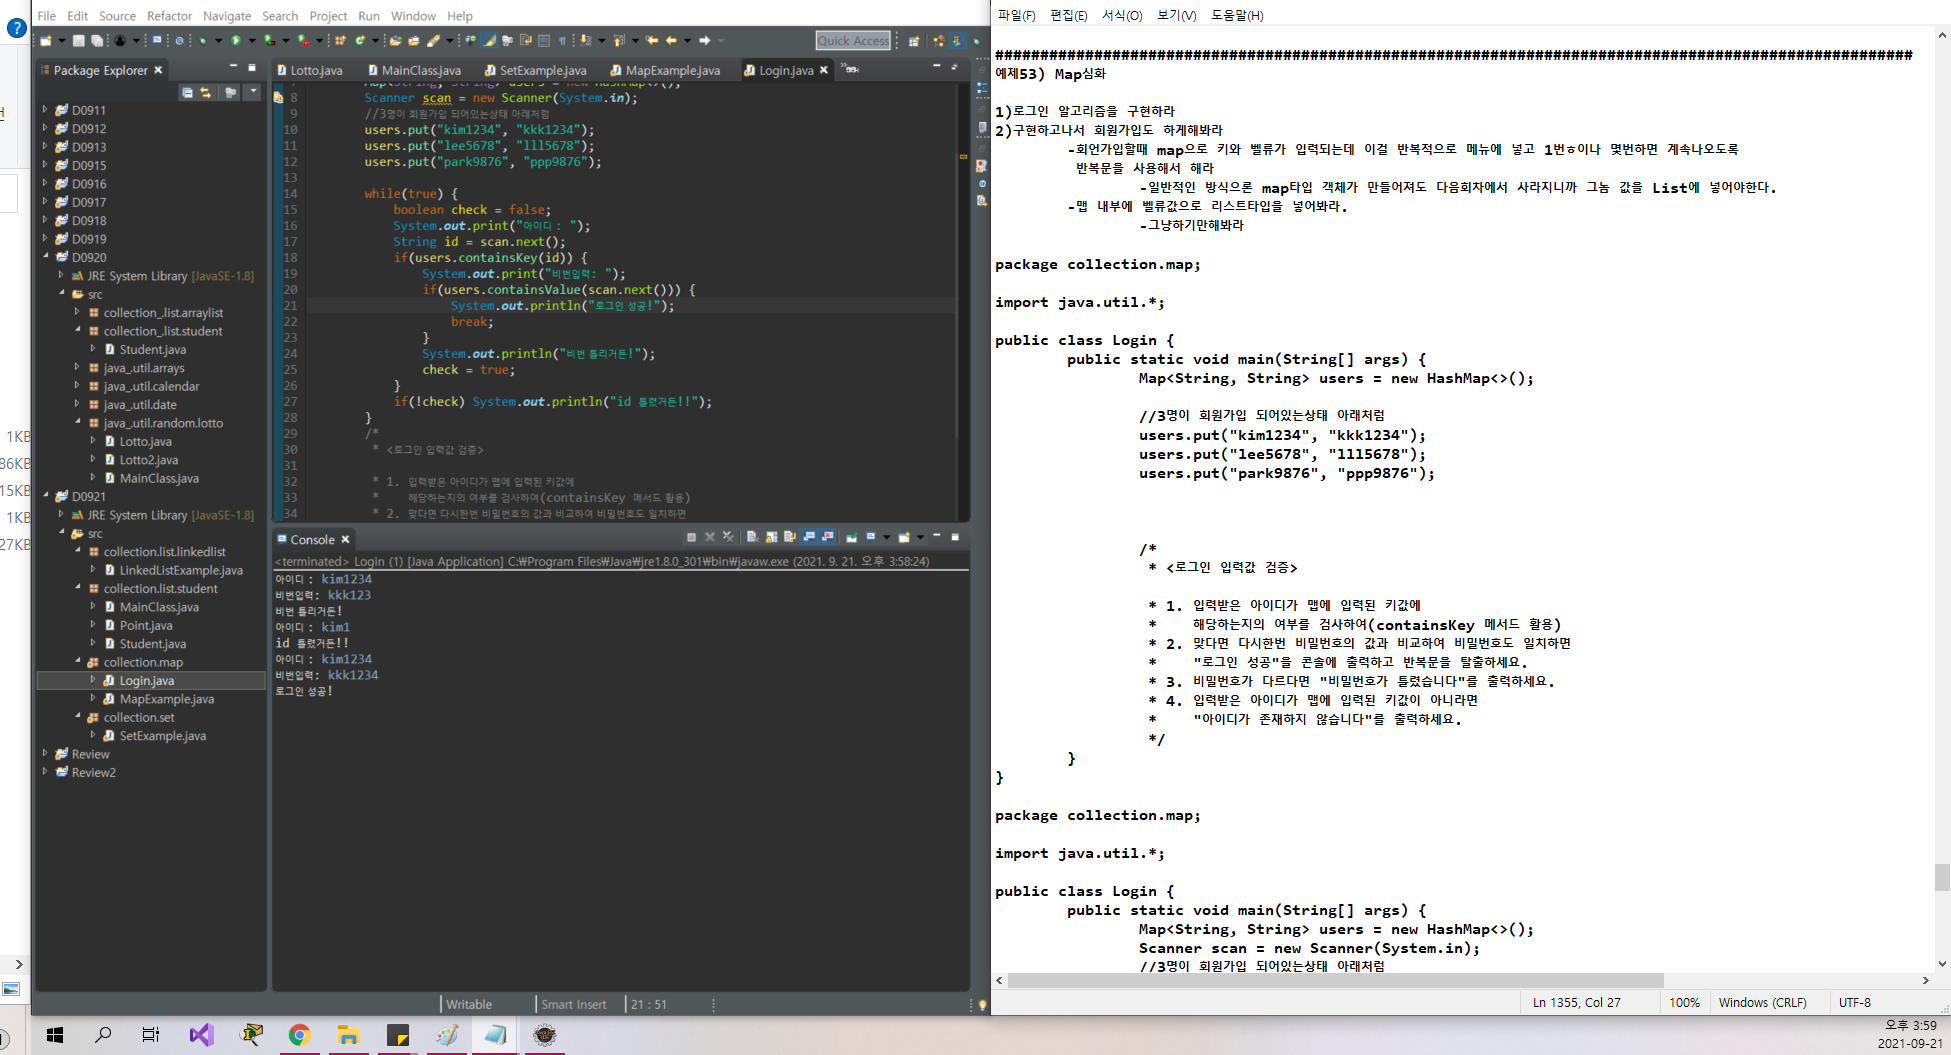 File Edit Source Refactor Navigate Search Project Run Window Help
Quick Access
Package Explorer
D0911
D0912
D0913
D0915
D0916
D0917
D0918
D0919
D0920
JRE System Library [JavaSE-1.8]
src
collection_.list.arraylist
collection_.list.student
Student.java
java_.util.arrays
java_.util.calendar
java_.util.date
java_.util.random.lotto
Lotto.java
Lotto2.java
MainClass.java
D0921
JRE System Library [JavaSE-1.8]
src
collection.list.linkedlist
LinkedListExample.java
collection.list.student
MainClass.java
Point.java
Student.java
collection.map
Login.java
MapExample.java
collection.set
SetExample.java
Review
Review2
1KB
86KB
15KB
1KB
27KB
Lotto.java MainClass.java SetExample.java MapExample.java Login.java
7 Map<String, String> users = new HashMap<>();
8 Scanner scan = new Scanner(System.in);
9 //3명이 회원가입 되어있는상태 아래처럼
10 users.put("kim1234", "kkk1234");
11 users.put("lee5678", "lll5678");
12 users.put("park9876", "ppp9876");
13
14 while(true) {
15 boolean check = false;
16 System.out.print("아이디 : ");
17 String id = scan.next();
18 if(users.containsKey(id)) {
19 System.out.print("비번입력: ");
20 if(users.containsValue(scan.next())) {
21 System.out.println("로그인 성공!");
22 break;
23 }
24 System.out.println("비번 틀리거든!");
25 check = true;
26 }
27 if(!check) System.out.println("id 틀렸거든!!");
28 }
29 /*
30 * <로그인 입력값 검증>
31
32 * 1. 입력받은 아이디가 맵에 입력된 키값에
33 * 해당하는지의 여부를 검사하여(containsKey 메서드 활용)
34 * 2. 맞다면 다시한번 비밀번호의 값과 비교하여 비밀번호도 일치하면
Console
<terminated> Login (1) [Java Application] C:₩Program Files₩Java₩jre1.8.0_301₩bin₩javaw.exe (2021. 9. 21. 오후 3:58:24)
아이디 : kim1234
비번입력: kkk123
비번 틀리거든!
아이디 : kim1
id 틀렸거든!!
아이디 : kim1234
비번입력: kkk1234
로그인 성공!
Writable Smart Insert 21 : 51
파일(F) 편집(E) 서식(O) 보기(V) 도움말(H)
######################################################################################################
예제53) Map심화
1)로그인 알고리즘을 구현하라
2)구현하고나서 회원가입도 하게해봐라
-회언가입할때 map으로 키와 벨류가 입력되는데 이걸 반복적으로 메뉴에 넣고 1번ㅎ이나 몇번하면 계속나오도록
반복문을 사용해서 해라
-일반적인 방식으론 map타입 객체가 만들어져도 다음회차에서 사라지니까 그놈 값을 List에 넣어야한다.
-맵 내부에 벨류값으로 리스트타입을 넣어봐라.
-그냥하기만해봐라
package collection.map;
import java.util.*;
public class Login {
public static void main(String[] args) {
Map<String, String> users = new HashMap<>();
//3명이 회원가입 되어있는상태 아래처럼
users.put("kim1234", "kkk1234");
users.put("lee5678", "lll5678");
users.put("park9876", "ppp9876");
/*
* <로그인 입력값 검증>
* 1. 입력받은 아이디가 맵에 입력된 키값에
* 해당하는지의 여부를 검사하여(containsKey 메서드 활용)
* 2. 맞다면 다시한번 비밀번호의 값과 비교하여 비밀번호도 일치하면
* "로그인 성공"을 콘솔에 출력하고 반복문을 탈출하세요.
* 3. 비밀번호가 다르다면 "비밀번호가 틀렸습니다"를 출력하세요.
* 4. 입력받은 아이디가 맵에 입력된 키값이 아니라면
* "아이디가 존재하지 않습니다"를 출력하세요.
*/
}
}
package collection.map;
import java.util.*;
public class Login {
public static void main(String[] args) {
Map<String, String> users = new HashMap<>();
Scanner scan = new Scanner(System.in);
//3명이 회원가입 되어있는상태 아래처럼
Ln 1355, Col 27 100% Windows (CRLF) UTF-8
오후 3:59
2021-09-21